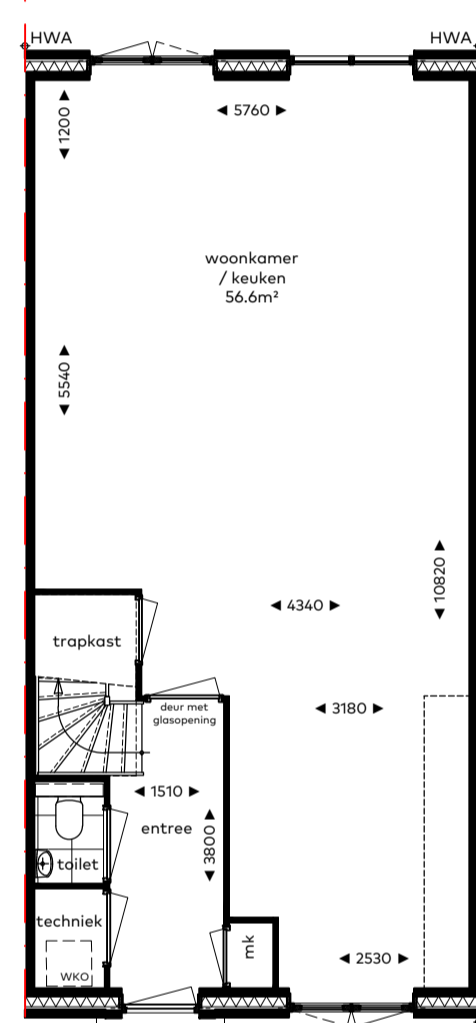 HWA
HWA
◄ 5760 ►
◄ 1200 ►
woonkamer
/ keuken
56.6m²
◄ 5540 ►
◄ 10820 ►
◄ 4340 ►
trapkast
deur met
glasopening
◄ 3180 ►
◄ 1510 ►
entree
◄ 3800 ►
toilet
techniek
WKO
mk
◄ 2530 ►